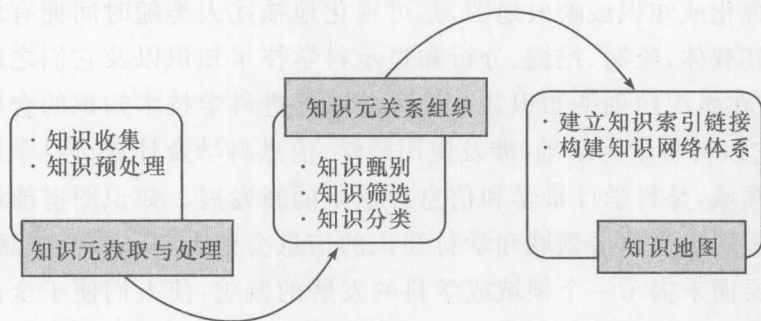 · 知识收集
· 知识预处理
知识元获取与处理
知识元关系组织
· 知识甄别
· 知识筛选
· 知识分类
· 建立知识索引链接
· 构建知识网络体系
知识地图